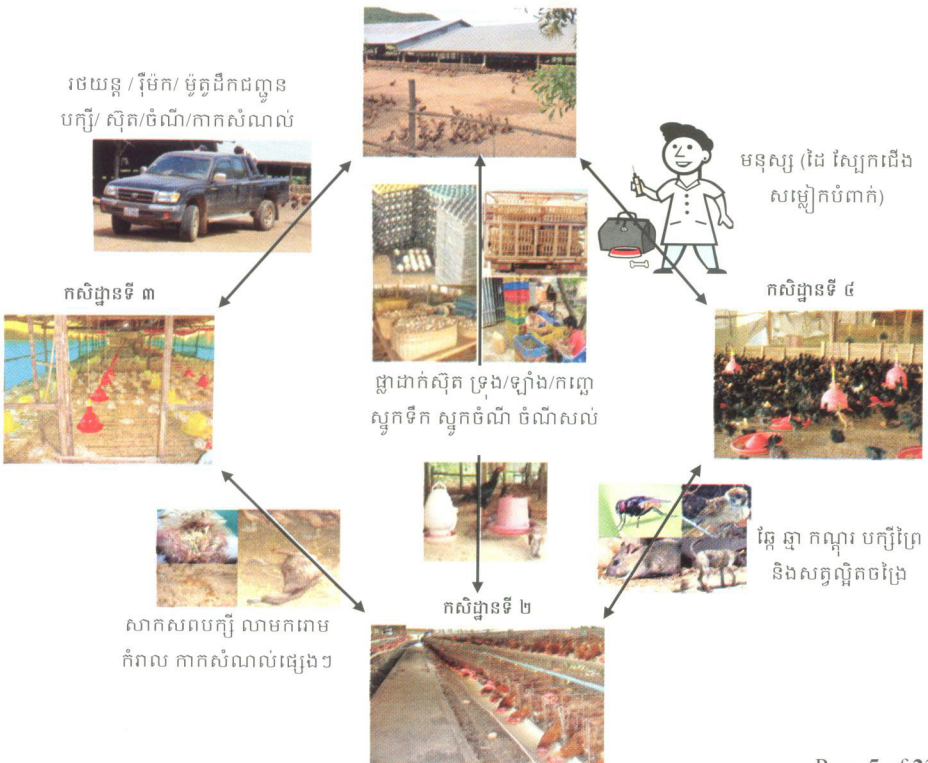 រថយន្ត / រ៉ឺម៉ក/ ម៉ូតូដឹកជញ្ជូន
បក្សី/ ស៊ុត/ចំណី/កាកសំណល់
មនុស្ស (ដៃ ស្បែកជើង
សម្លៀកបំពាក់)
កសិដ្ឋានទី ៣
កសិដ្ឋានទី ៤
ផ្លាដាក់ស៊ុត ទ្រុង/ឡាំង/កញ្ឆេ
ស្នូកទឹក ស្នូកចំណី ចំណីសល់
ឆ្កែ ឆ្មា កណ្តុរ បក្សីព្រៃ
និងសត្វល្អិតចង្រៃ
កសិដ្ឋានទី ២
សាកសពបក្សី លាមករោម
កំរាល កាកសំណល់ផ្សេងៗ